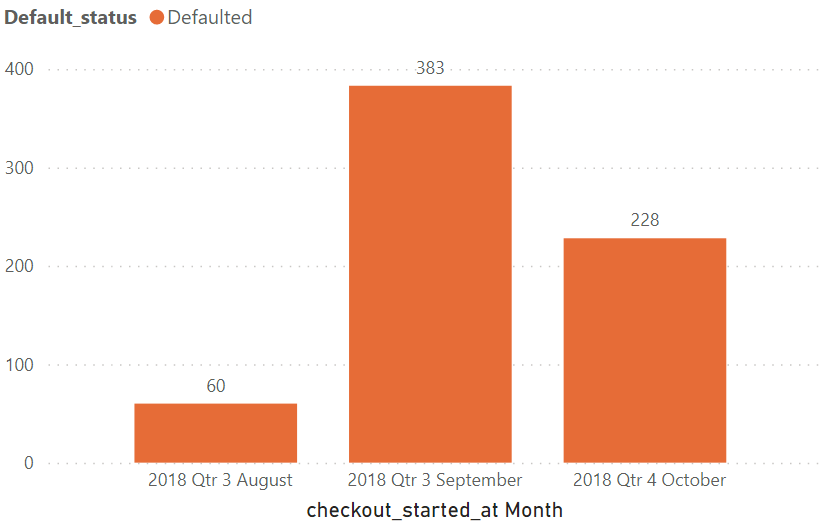 Default_status Defaulted
400
383
300
228
200
100
60
0
2018 Qtr 3 August 2018 Qtr 3 September 2018 Qtr 4 October
checkout_started_at Month